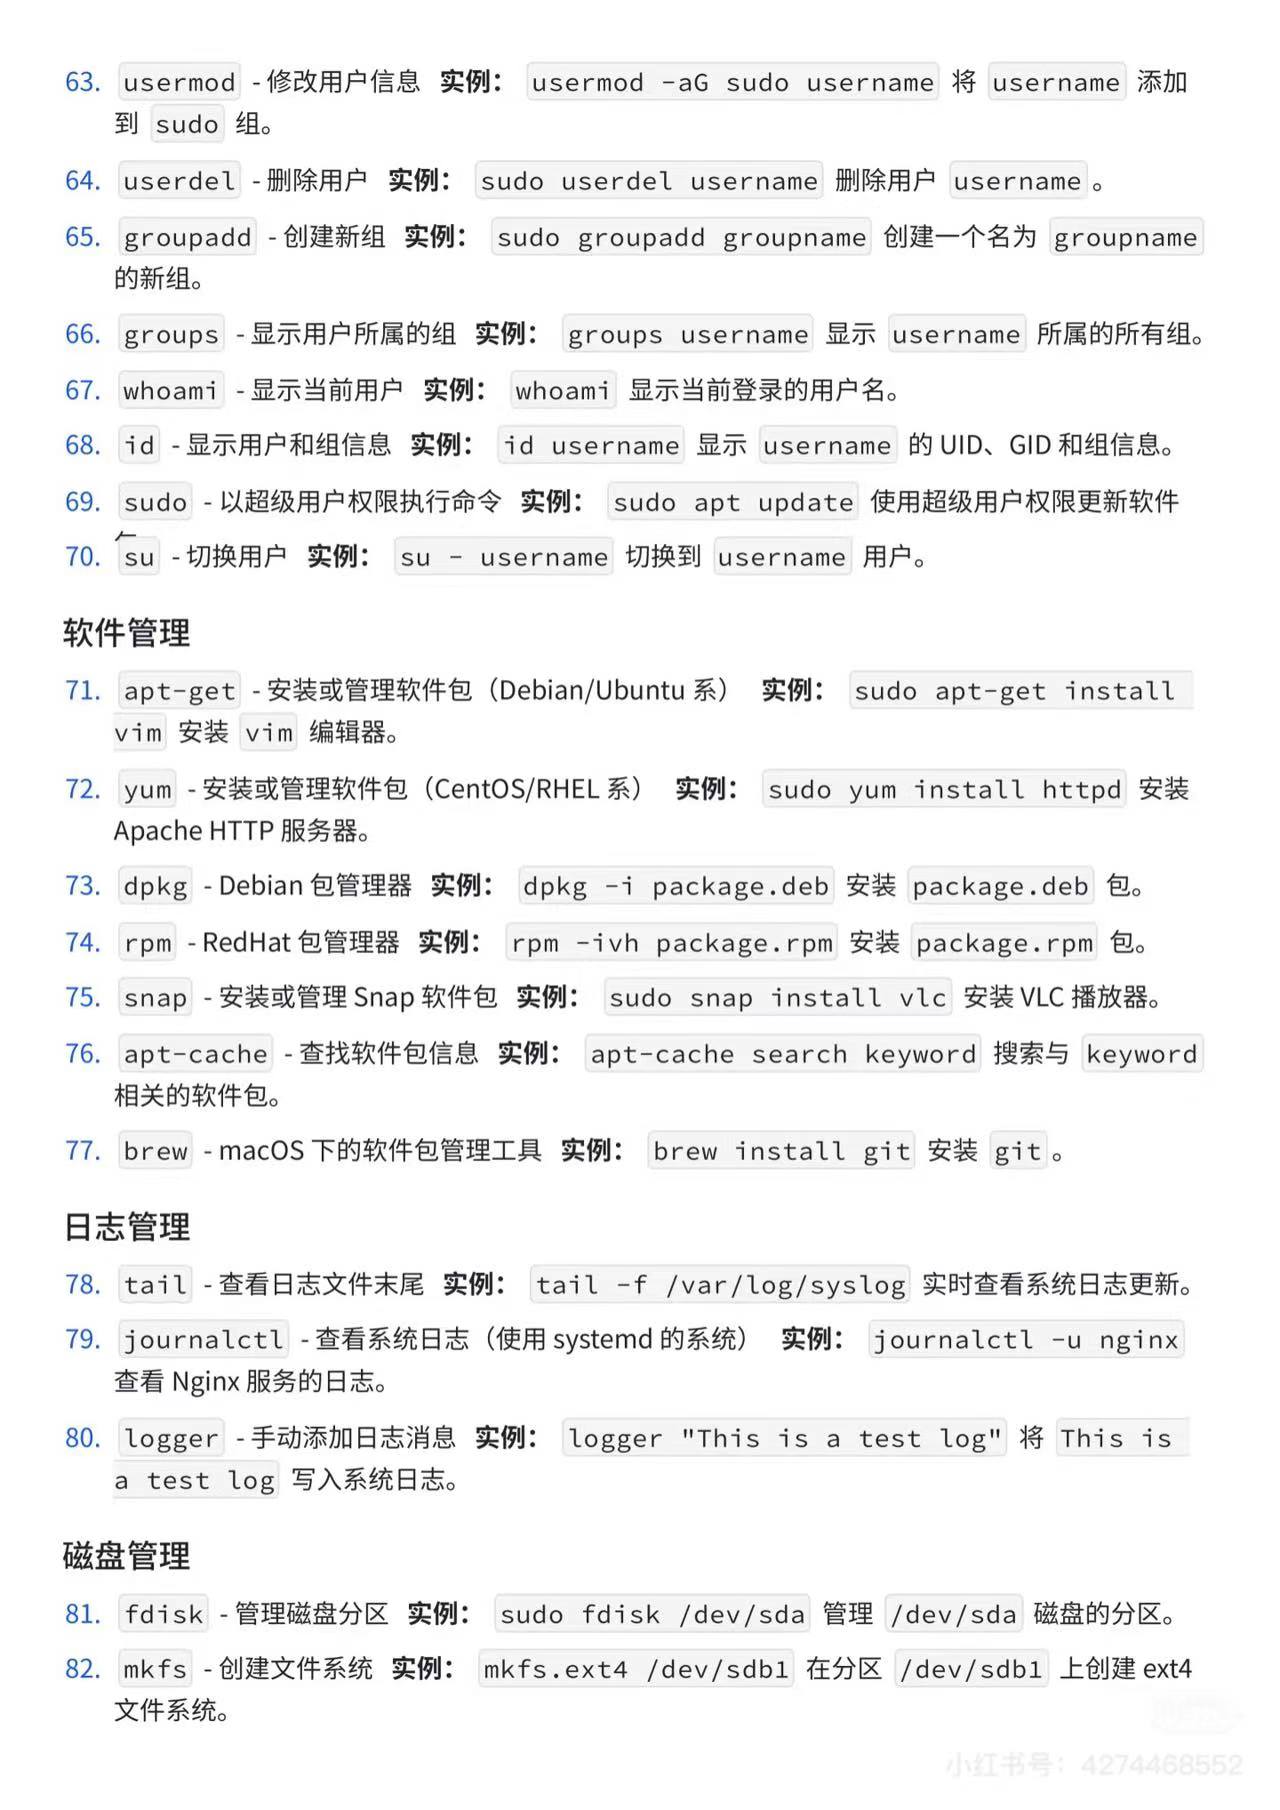 63. usermod - 修改用户信息 实例： usermod -aG sudo username 将 username 添加
到 sudo 组。
64. userdel - 删除用户 实例： sudo userdel username 删除用户 username 。
65. groupadd - 创建新组 实例： sudo groupadd groupname 创建一个名为 groupname
的新组。
66. groups - 显示用户所属的组 实例： groups username 显示 username 所属的所有组。
67. whoami - 显示当前用户 实例： whoami 显示当前登录的用户名。
68. id - 显示用户和组信息 实例： id username 显示 username 的 UID、GID 和组信息。
69. sudo - 以超级用户权限执行命令 实例： sudo apt update 使用超级用户权限更新软件
70. su - 切换用户 实例： su - username 切换到 username 用户。
软件管理
71. apt-get - 安装或管理软件包（Debian/Ubuntu 系） 实例： sudo apt-get install
vim 安装 vim 编辑器。
72. yum - 安装或管理软件包（CentOS/RHEL 系） 实例： sudo yum install httpd 安装
Apache HTTP 服务器。
73. dpkg - Debian 包管理器 实例： dpkg -i package.deb 安装 package.deb 包。
74. rpm - RedHat 包管理器 实例： rpm -ivh package.rpm 安装 package.rpm 包。
75. snap - 安装或管理 Snap 软件包 实例： sudo snap install vlc 安装 VLC 播放器。
76. apt-cache - 查找软件包信息 实例： apt-cache search keyword 搜索与 keyword
相关的软件包。
77. brew - macOS 下的软件包管理工具 实例： brew install git 安装 git 。
日志管理
78. tail - 查看日志文件末尾 实例： tail -f /var/log/syslog 实时查看系统日志更新。
79. journalctl - 查看系统日志（使用 systemd 的系统） 实例： journalctl -u nginx
查看 Nginx 服务的日志。
80. logger - 手动添加日志消息 实例： logger "This is a test log" 将 This is
a test log 写入系统日志。
磁盘管理
81. fdisk - 管理磁盘分区 实例： sudo fdisk /dev/sda 管理 /dev/sda 磁盘的分区。
82. mkfs - 创建文件系统 实例： mkfs.ext4 /dev/sdb1 在分区 /dev/sdb1 上创建 ext4
文件系统。
小红书号：4274468552